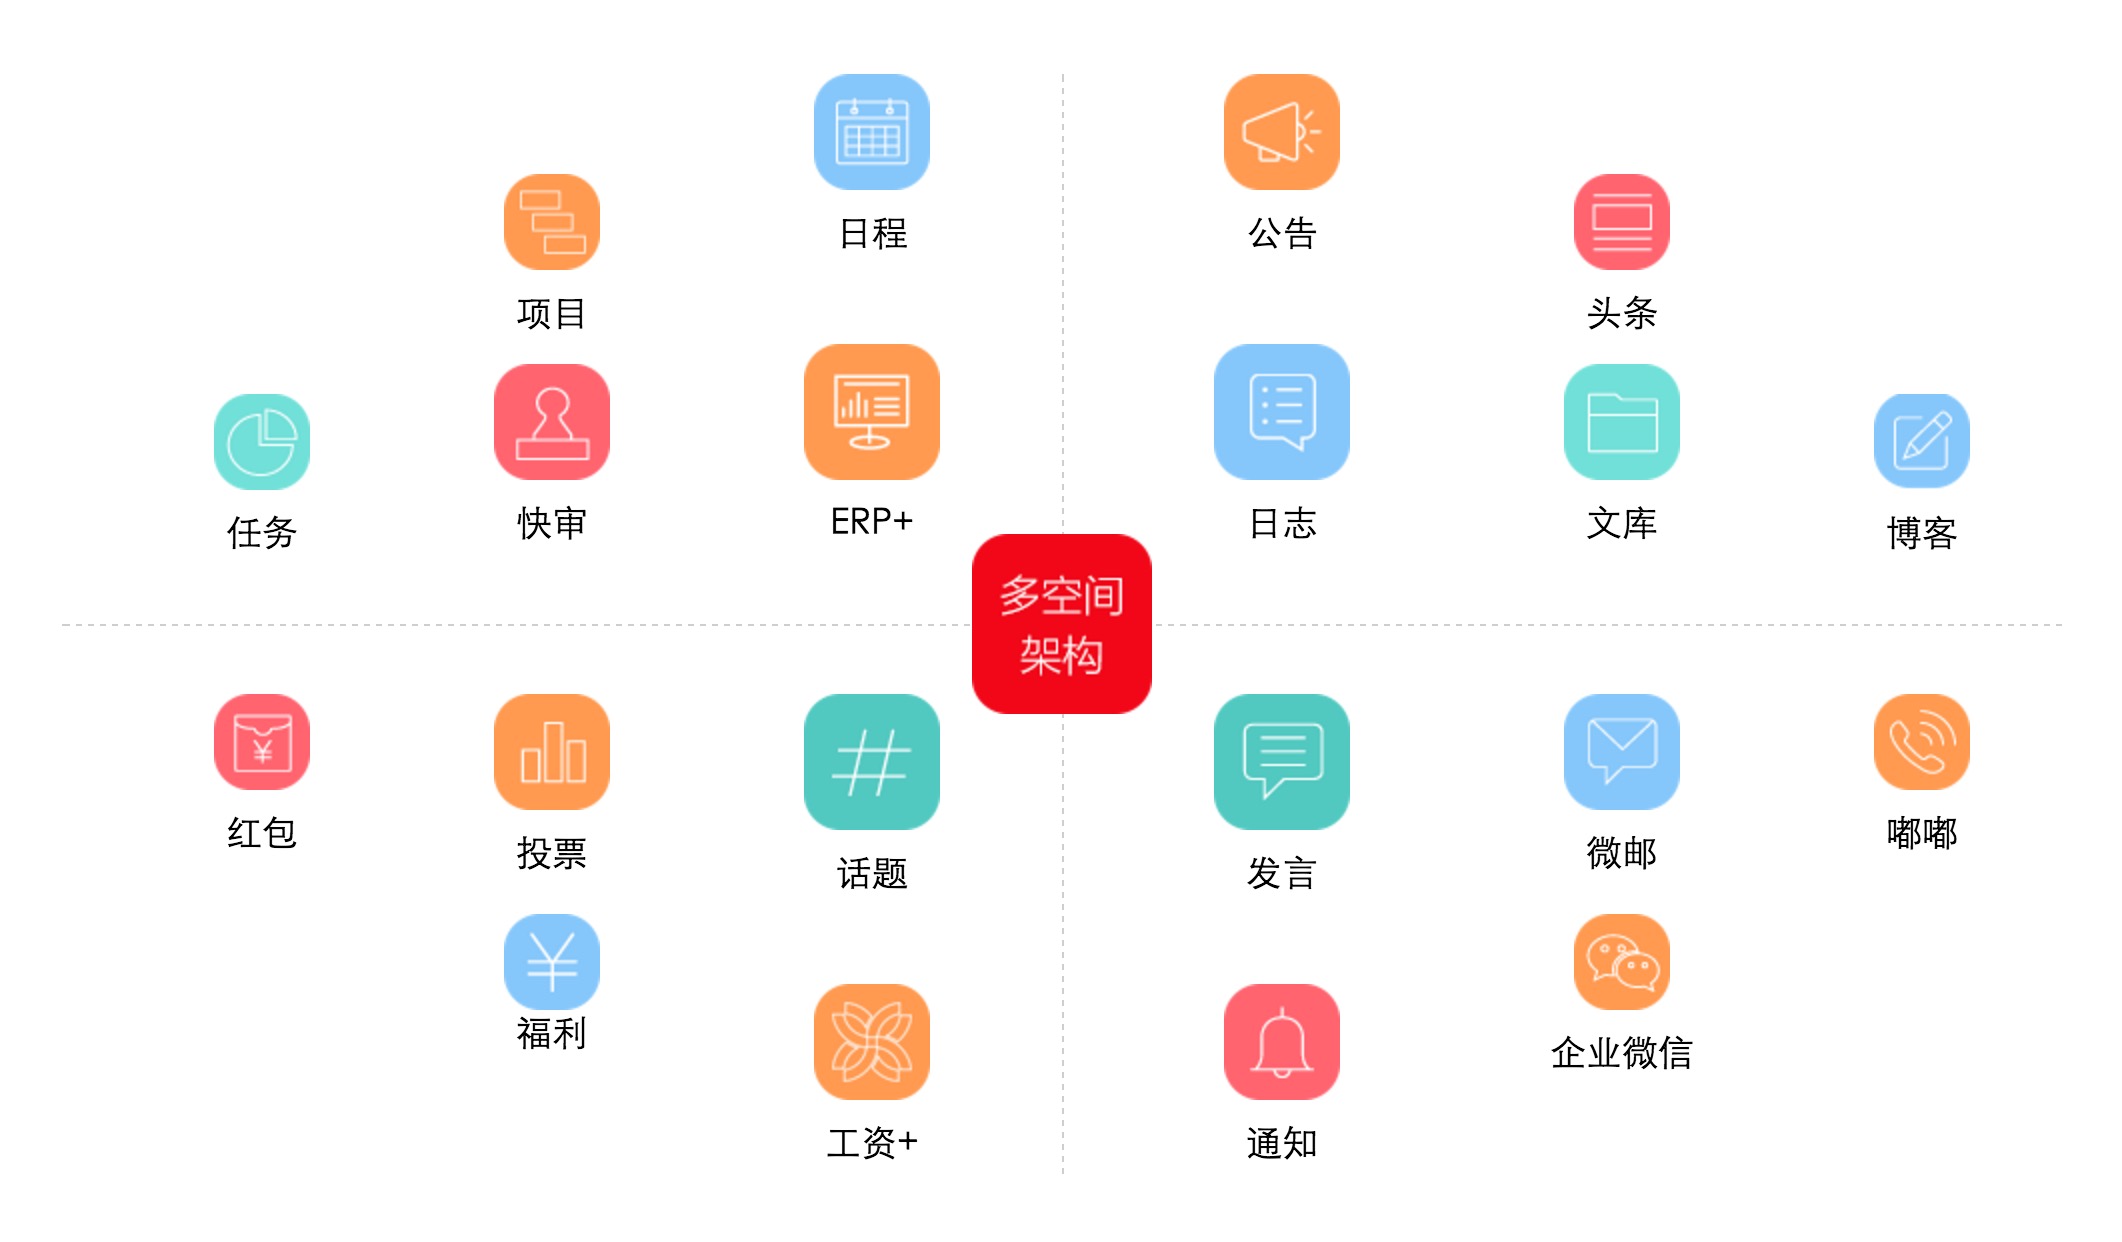 日程
公告
项目
头条
任务
快审
ERP+
日志
文库
博客
多空间
架构
红包
投票
话题
发言
微邮
嘟嘟
福利
企业微信
工资+
通知